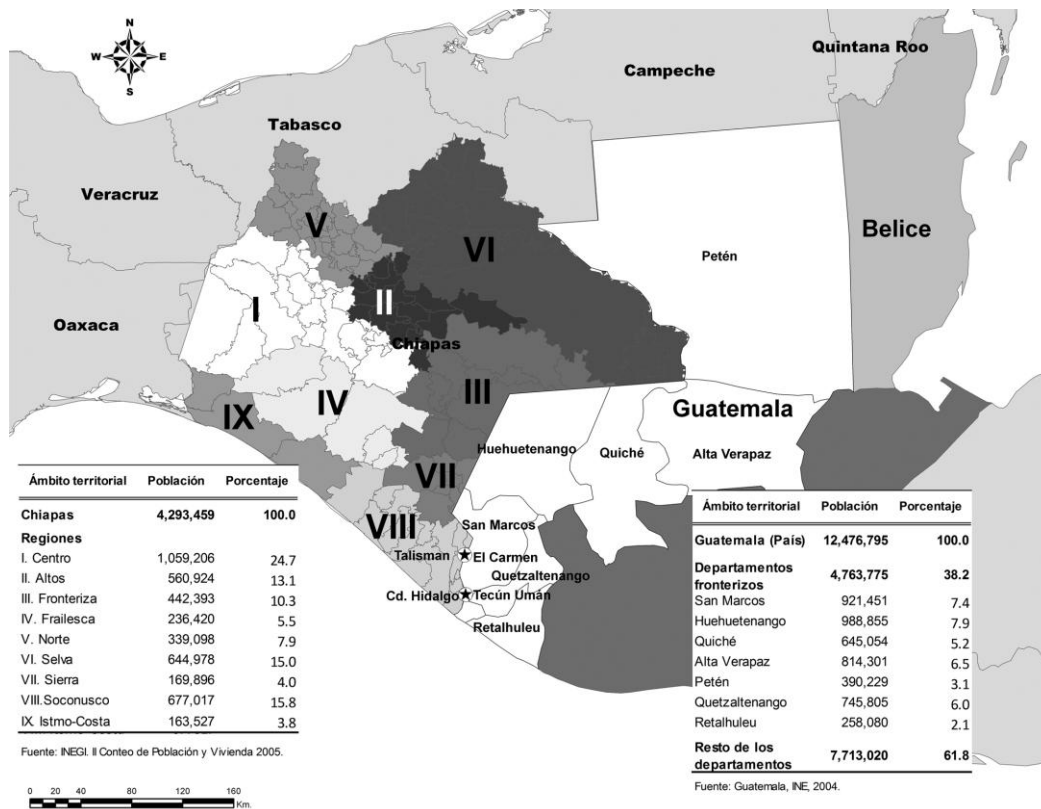 N
W E
S
Quintana Roo
Campeche
Tabasco
Veracruz
V
VI
Belice
Petén
I
II
Oaxaca
Chiapas
III
IV
IX
Guatemala
Huehuetenango
Quiché
Alta Verapaz
VII
VIII
San Marcos
Talisman
El Carmen
Quetzaltenango
Cd. Hidalgo
Tecún Umán
Retalhuleu
Ámbito territorial Población Porcentaje
Chiapas 4,293,459 100.0
Regiones
I. Centro 1,059,206 24.7
II. Altos 560,924 13.1
III. Fronteriza 442,393 10.3
IV. Frailesca 236,420 5.5
V. Norte 339,098 7.9
VI. Selva 644,978 15.0
VII. Sierra 169,896 4.0
VIII.Soconusco 677,017 15.8
IX. Istmo-Costa 163,527 3.8
Fuente: INEGI. II Conteo de Población y Vivienda 2005.
Ámbito territorial Población Porcentaje
Guatemala (País) 12,476,795 100.0
Departamentos
fronterizos 4,763,775 38.2
San Marcos 921,451 7.4
Huehuetenango 988,855 7.9
Quiché 645,054 5.2
Alta Verapaz 814,301 6.5
Petén 390,229 3.1
Quetzaltenango 745,805 6.0
Retalhuleu 258,080 2.1
Resto de los
departamentos 7,713,020 61.8
Fuente: Guatemala, INE, 2004.
0 20 40 80 120 160
Km.